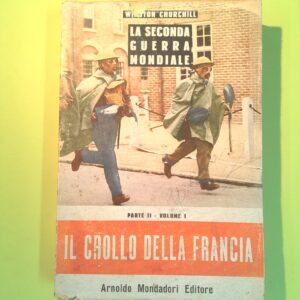 WINSTON CHURCHILL
LA SECONDA
GUERRA
MONDIALE
PARTE II - VOLUME I
IL CROLLO DELLA FRANCIA
Arnoldo Mondadori Editore